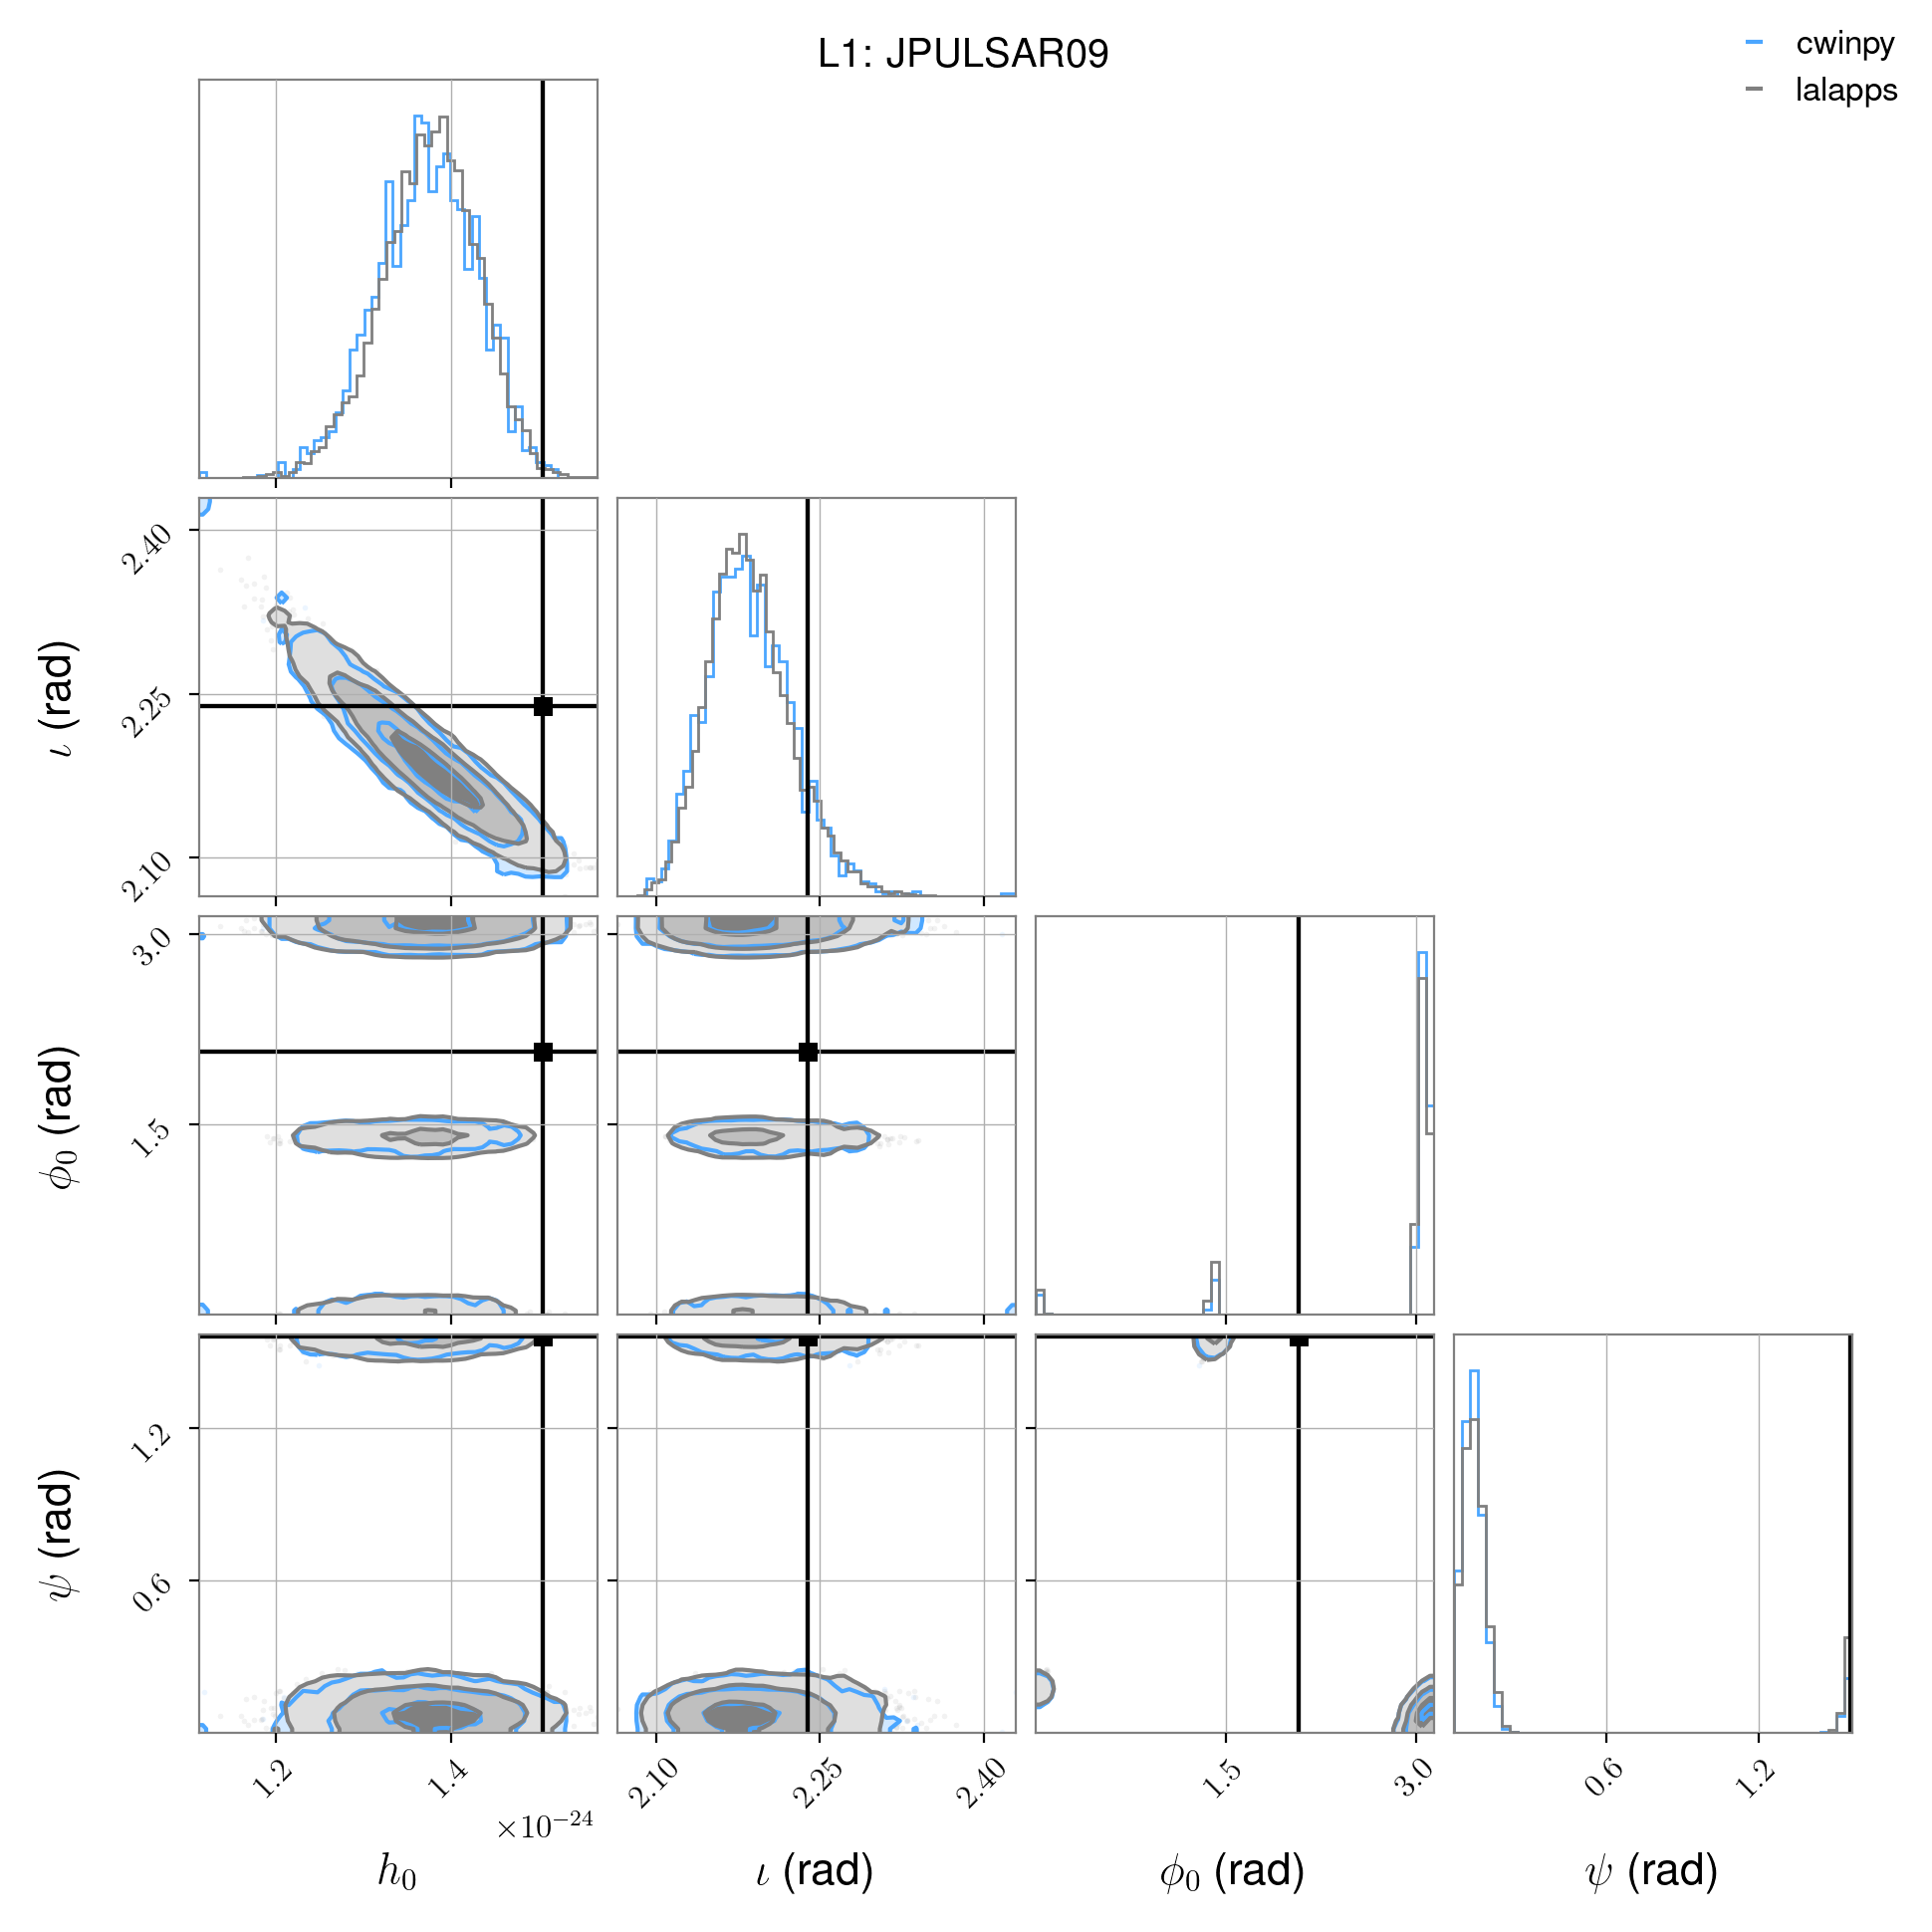 L1: JPULSAR09
cwinpy
lalapps
2.40
2.25
2.10
ι (rad)
3.0
1.5
ϕ₀ (rad)
1.2
0.6
ψ (rad)
1.2 1.4 2.10 2.25 2.40 1.5 3.0 0.6 1.2
×10⁻²⁴
h₀ ι (rad) ϕ₀ (rad) ψ (rad)